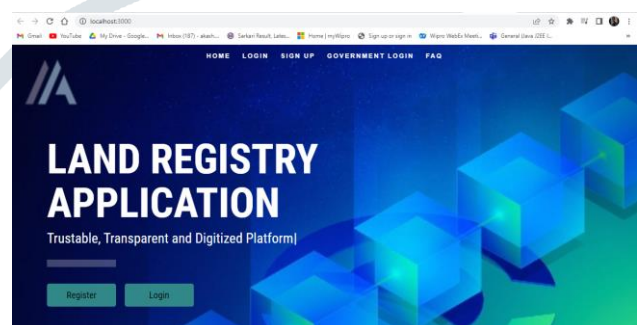 localhost:3000
Gmail YouTube My Drive - Google... Inbox (187) - akash... Sarkari Result, Lates... Home | myWipro Sign up or sign in Wipro WebEx Meeti... General (Java J2EE (...
HOME LOGIN SIGN UP GOVERNMENT LOGIN FAQ
LAND REGISTRY
APPLICATION
Trustable, Transparent and Digitized Platform|
Register Login